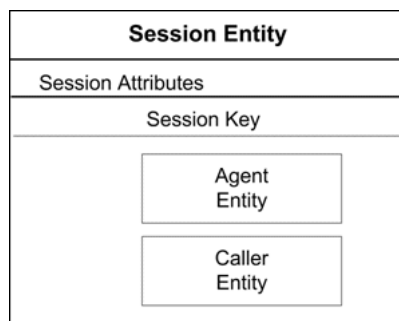 Session Entity
Session Attributes
Session Key
Agent
Entity
Caller
Entity